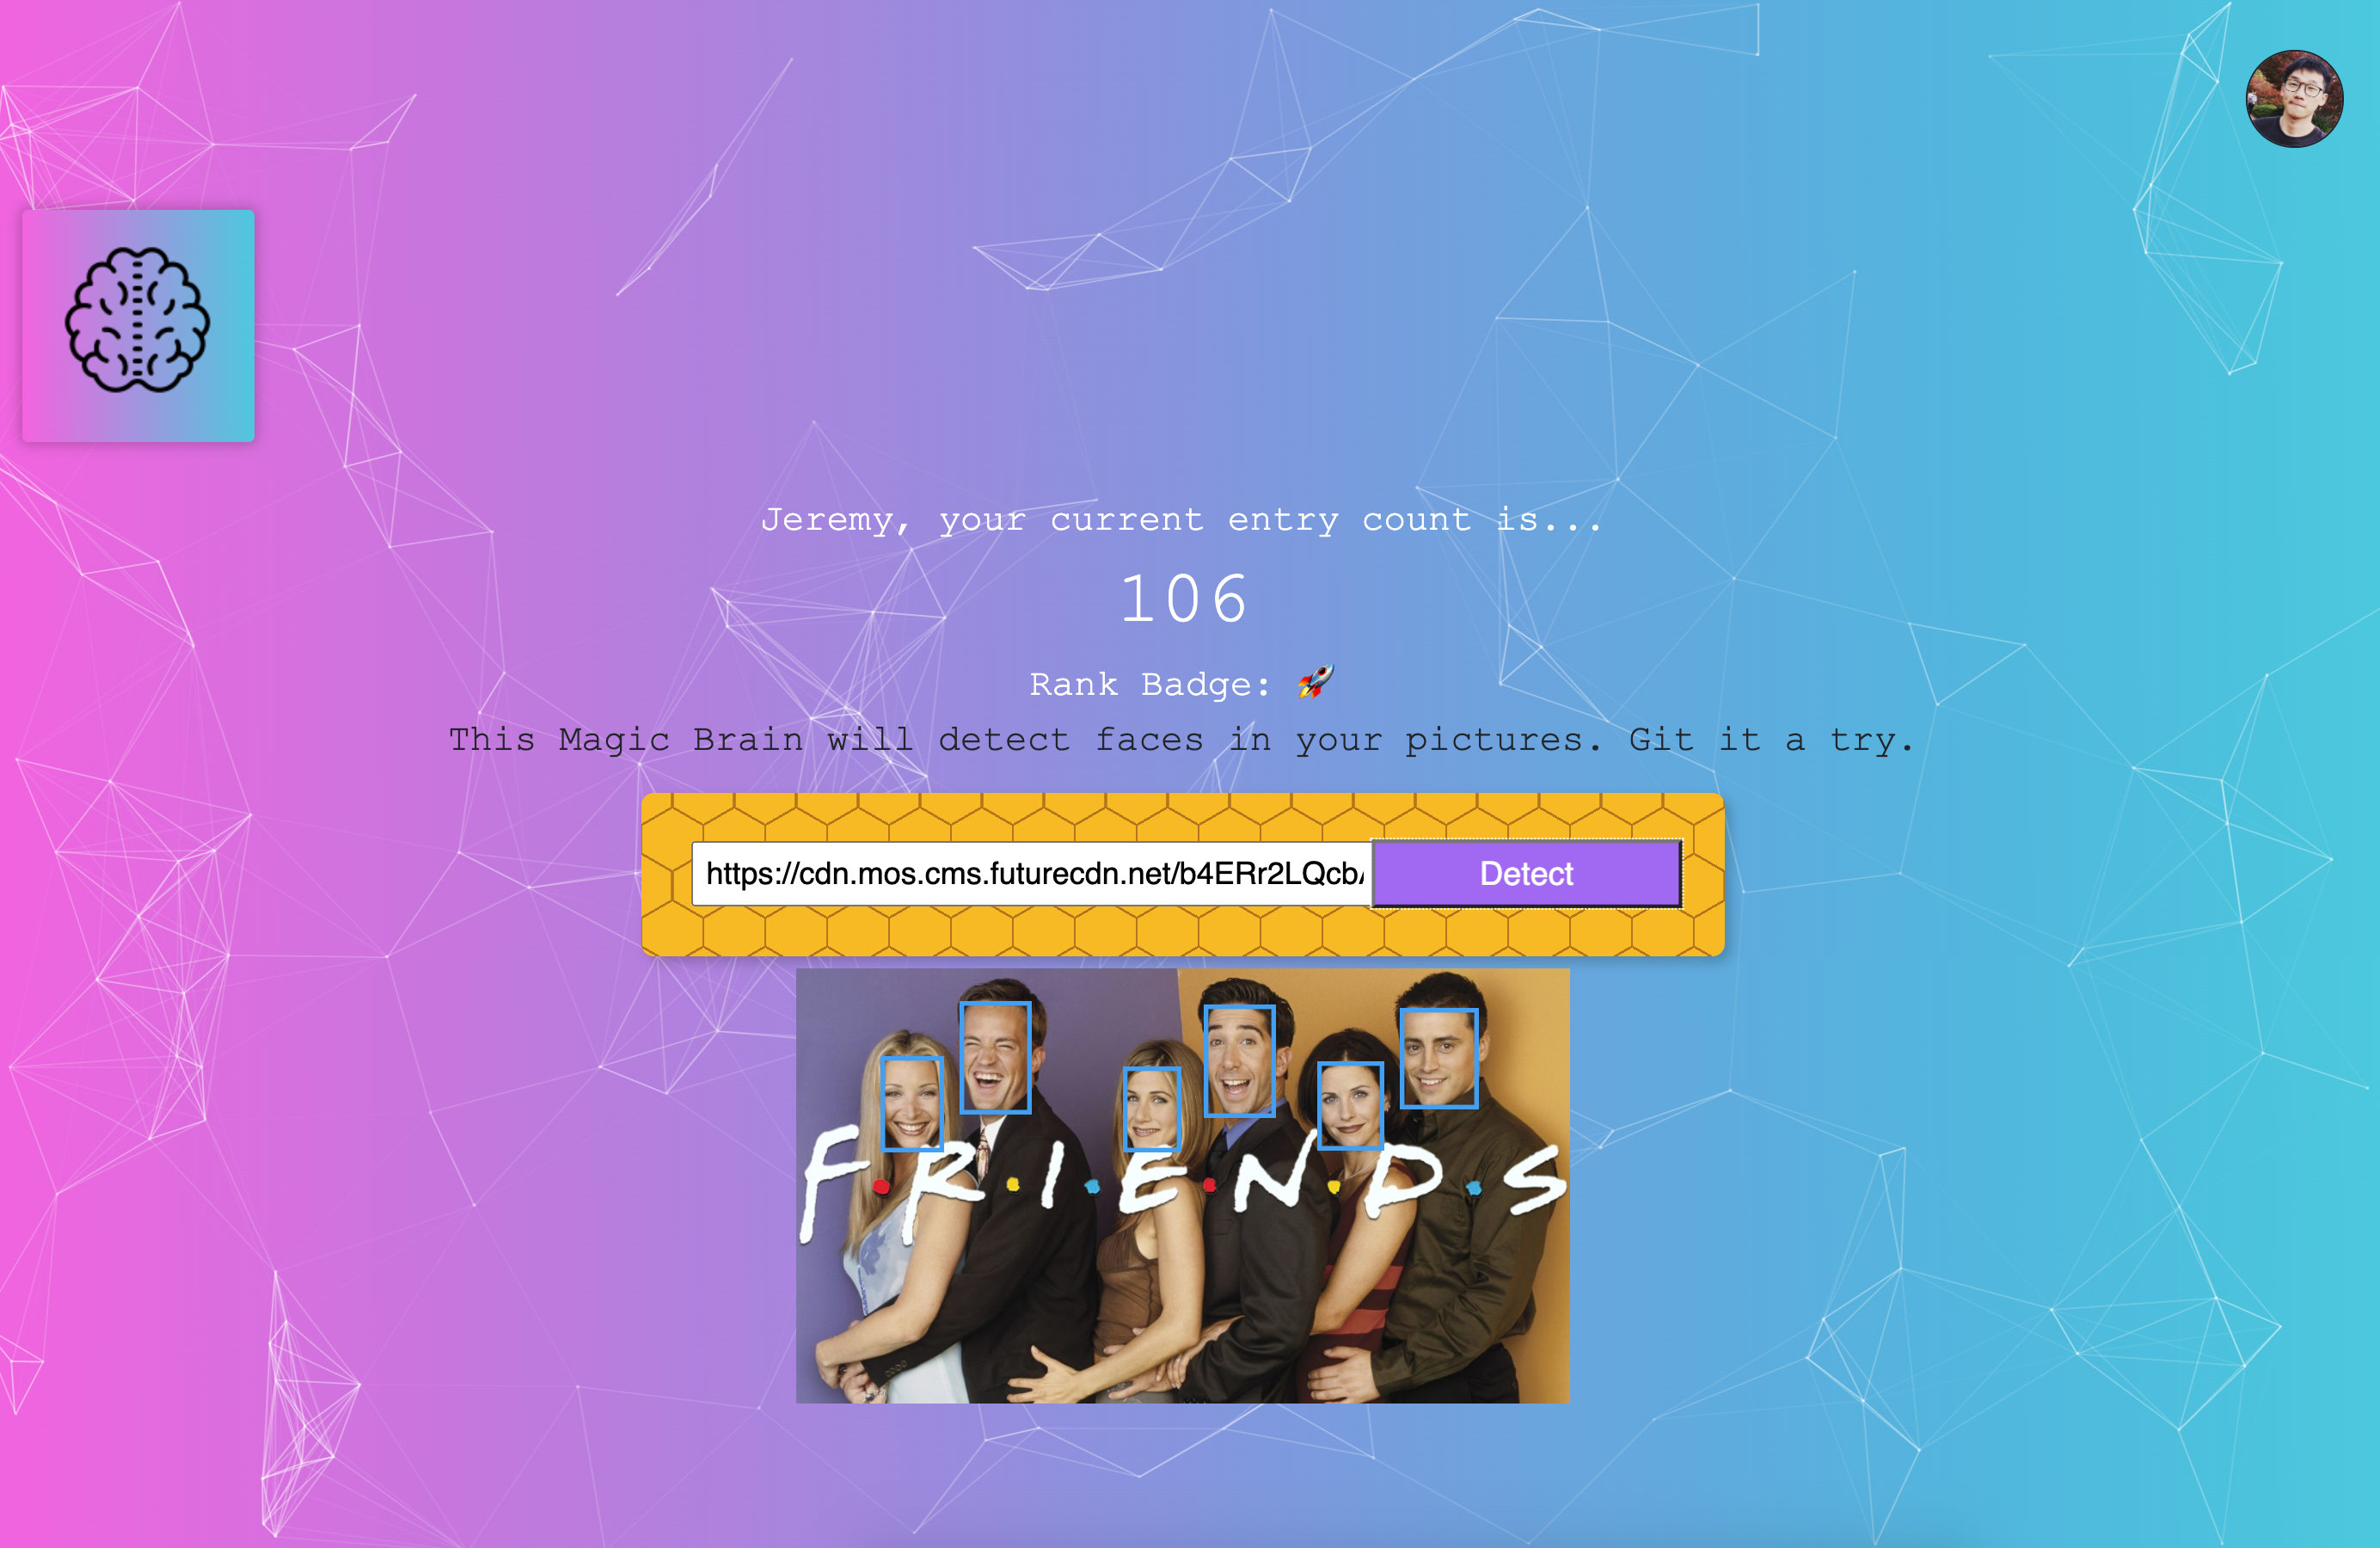 Jeremy, your current entry count is...
106
Rank Badge: 🚀
This Magic Brain will detect faces in your pictures. Git it a try.
https://cdn.mos.cms.futurecdn.net/b4ERr2LQcb
Detect
F·R·I·E·N·D·S